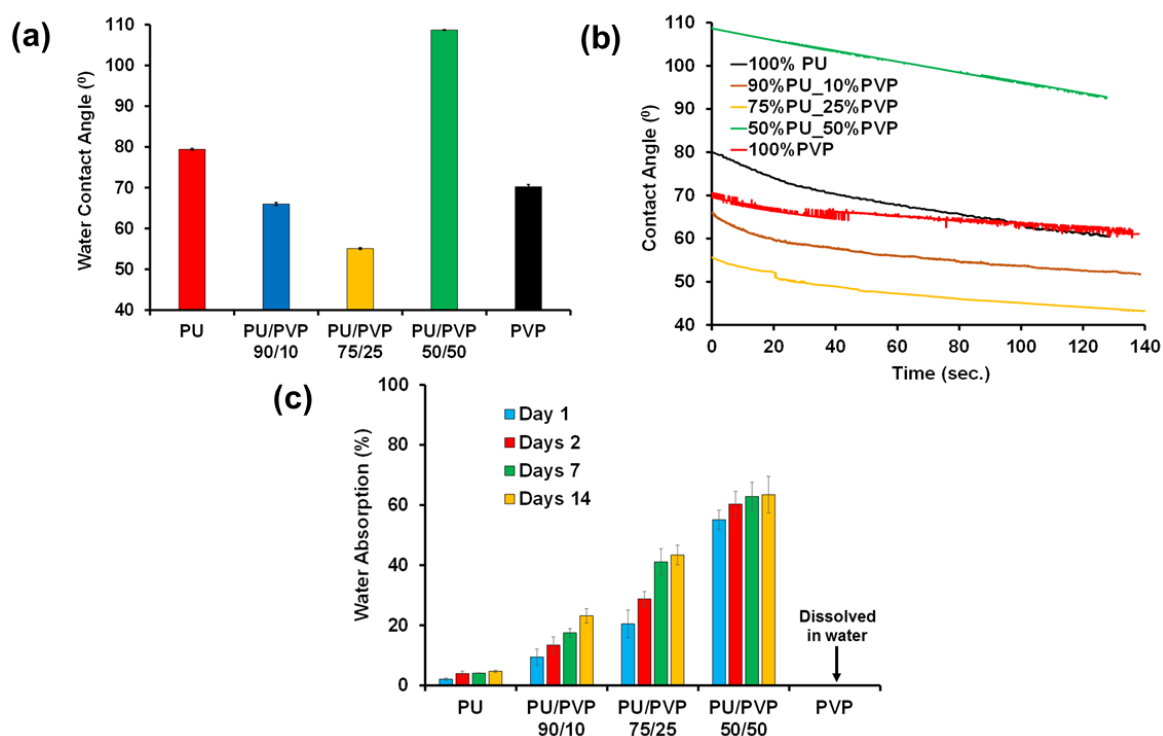 (a)
110
100
90
80
70
60
50
40
Water Contact Angle (⁰)
PU
PU/PVP
90/10
PU/PVP
75/25
PU/PVP
50/50
PVP
(b)
110
100
90
80
70
60
50
40
Contact Angle (⁰)
100% PU
90%PU_10%PVP
75%PU_25%PVP
50%PU_50%PVP
100%PVP
0 20 40 60 80 100 120 140
Time (sec.)
(c)
100
80
60
40
20
0
Water Absorption (%)
Day 1
Days 2
Days 7
Days 14
Dissolved
in water
PU
PU/PVP
90/10
PU/PVP
75/25
PU/PVP
50/50
PVP